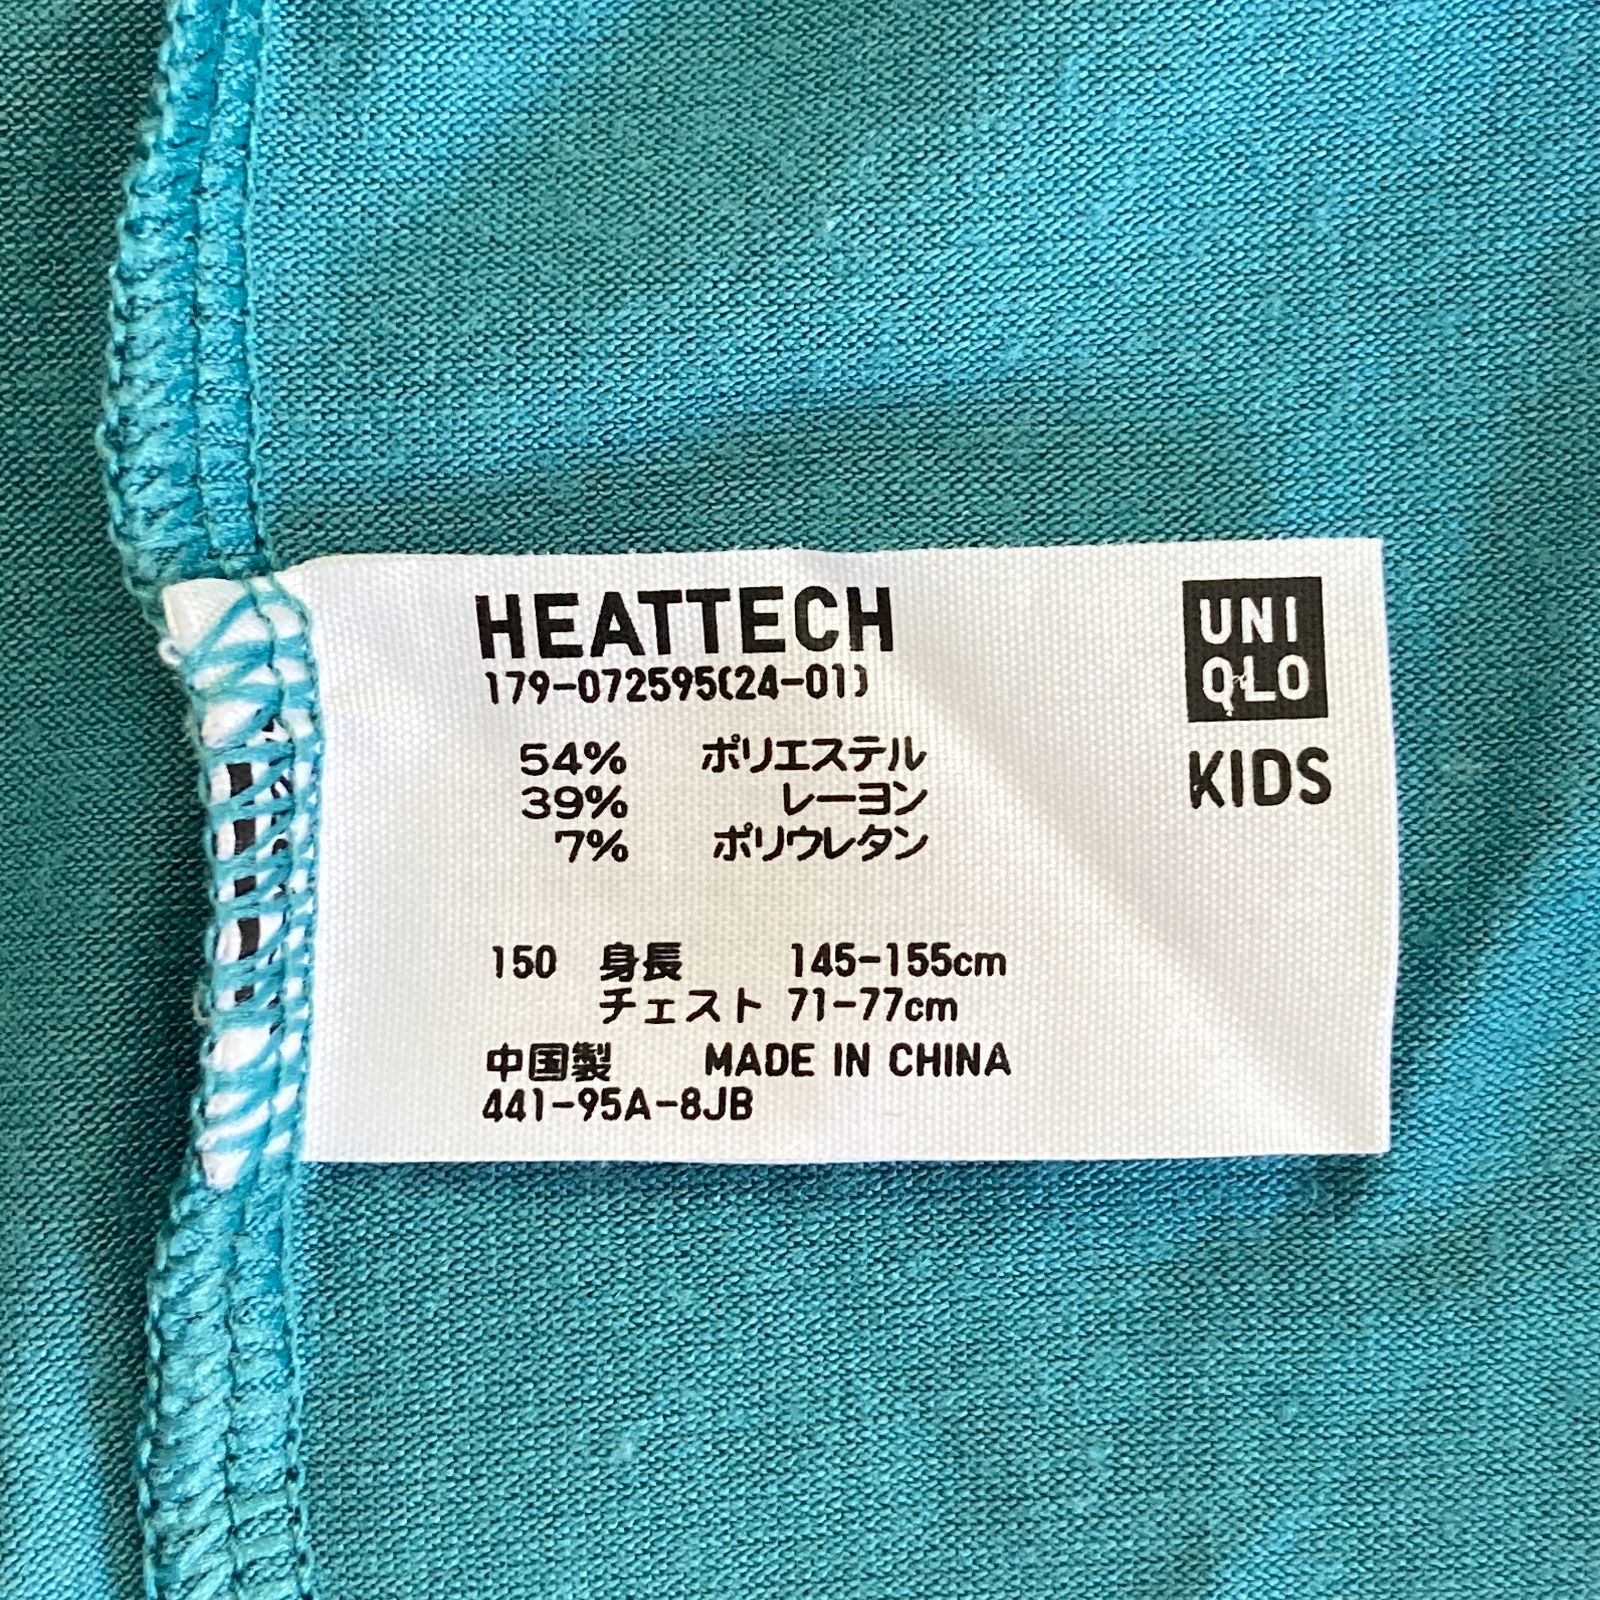 HEATTECH
179-072595(24-01)
54% ポリエステル
39% レーヨン
7% ポリウレタン
150 身長 145-155cm
チェスト 71-77cm
中国製 MADE IN CHINA
441-95A-8JB
UNI
QLO
KIDS